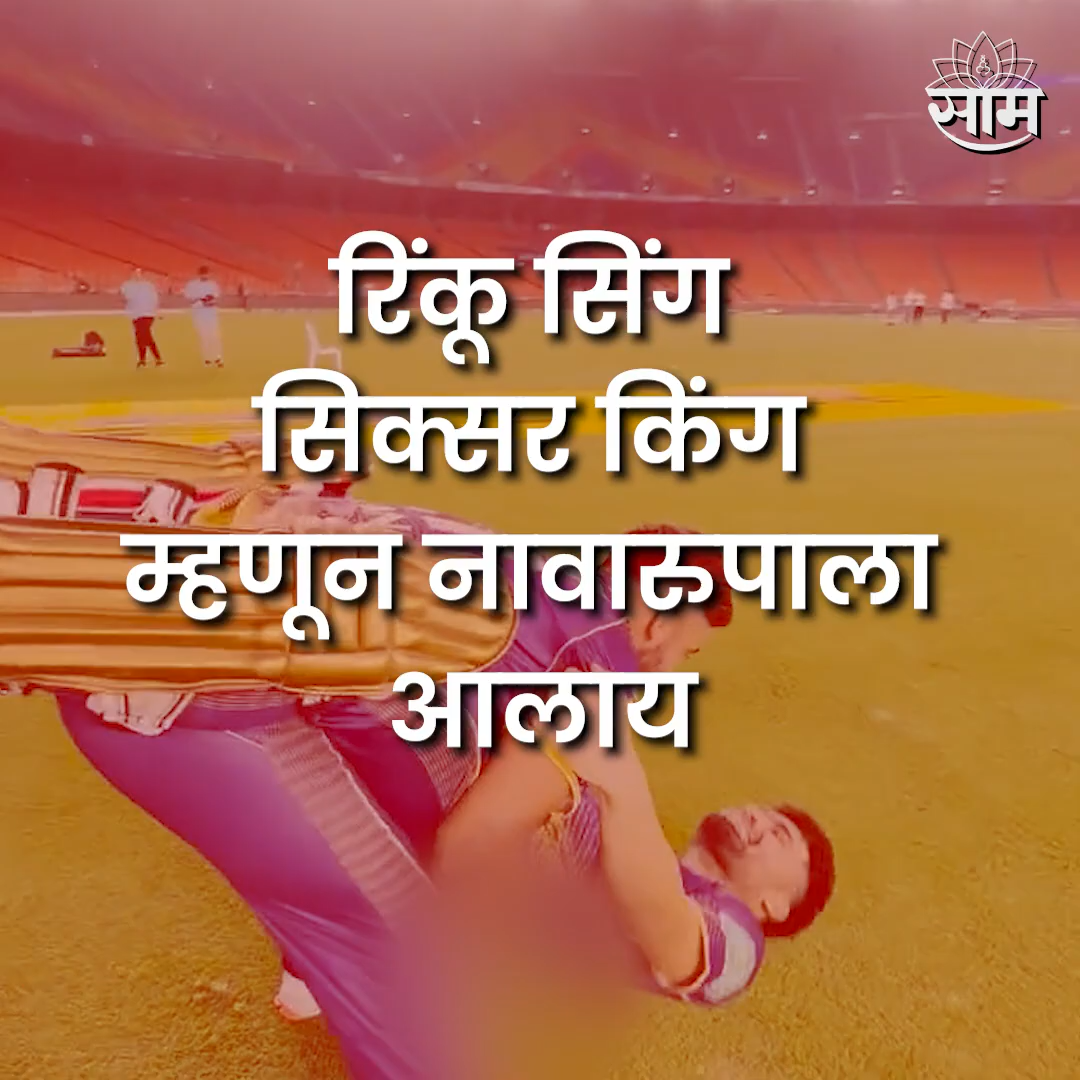 साम
रिंकू सिंग
सिक्सर किंग
म्हणून नावारुपाला
आलाय